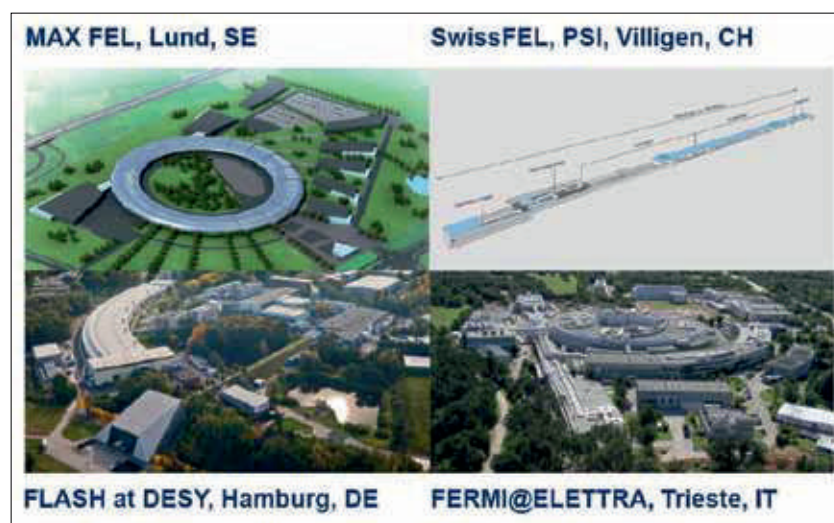 MAX FEL, Lund, SE
SwissFEL, PSI, Villigen, CH
FLASH at DESY, Hamburg, DE
FERMI@ELETTRA, Trieste, IT